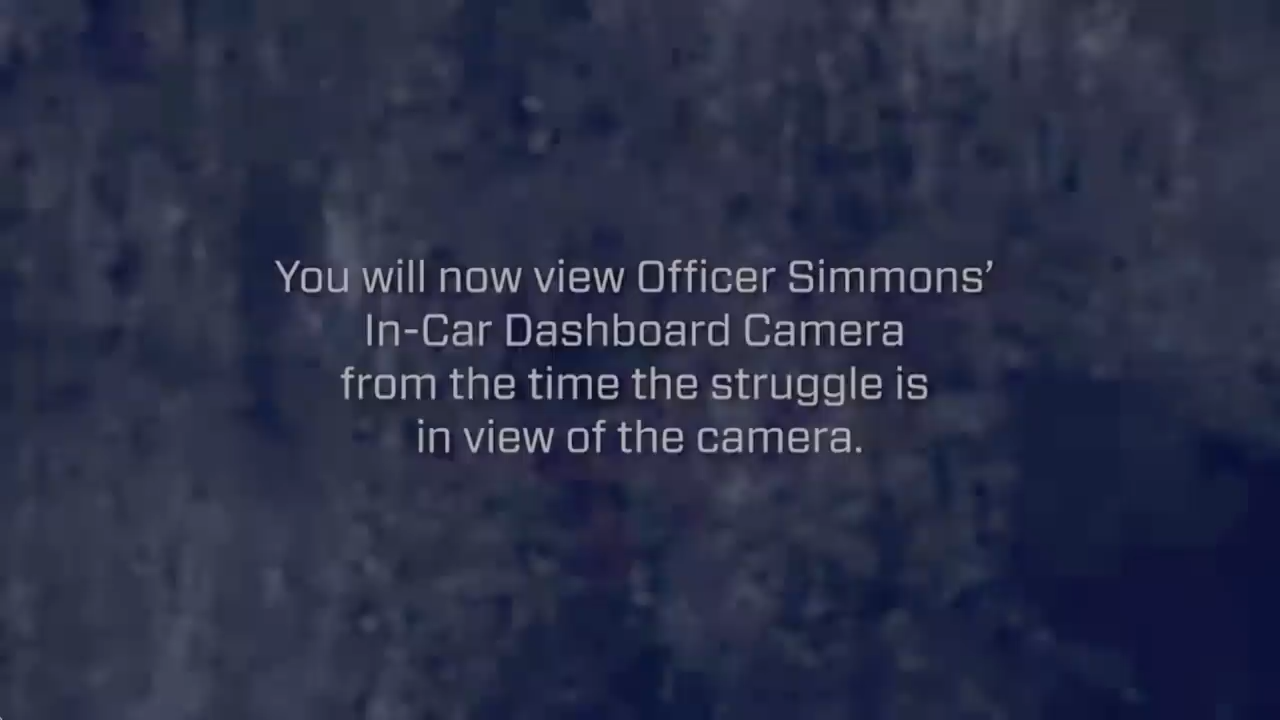 You will now view Officer Simmons’
In-Car Dashboard Camera
from the time the struggle is
in view of the camera.